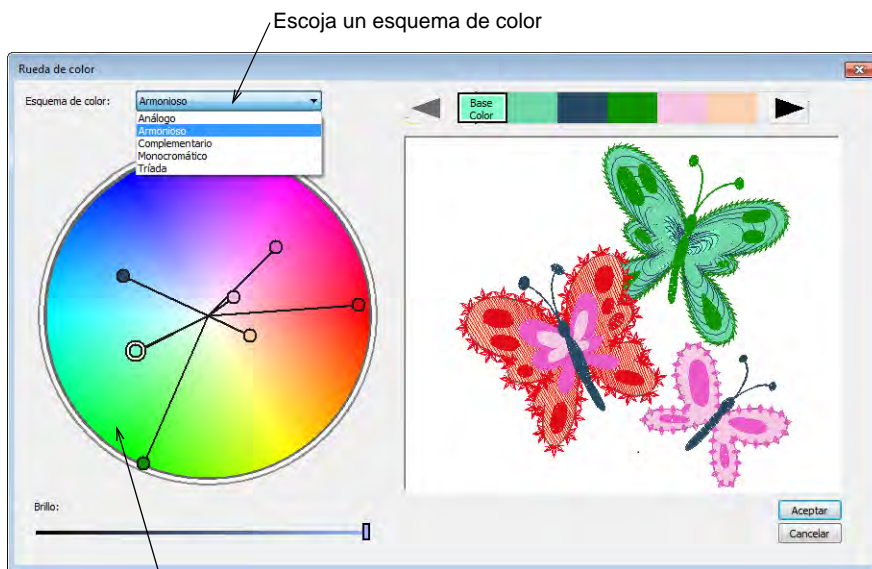 Escoja un esquema de color
Rueda de color
Esquema de color:
Armonioso
Análogo
Armonioso
Complementario
Monocromático
Tríada
Base
Color
Brillo:
Aceptar
Cancelar